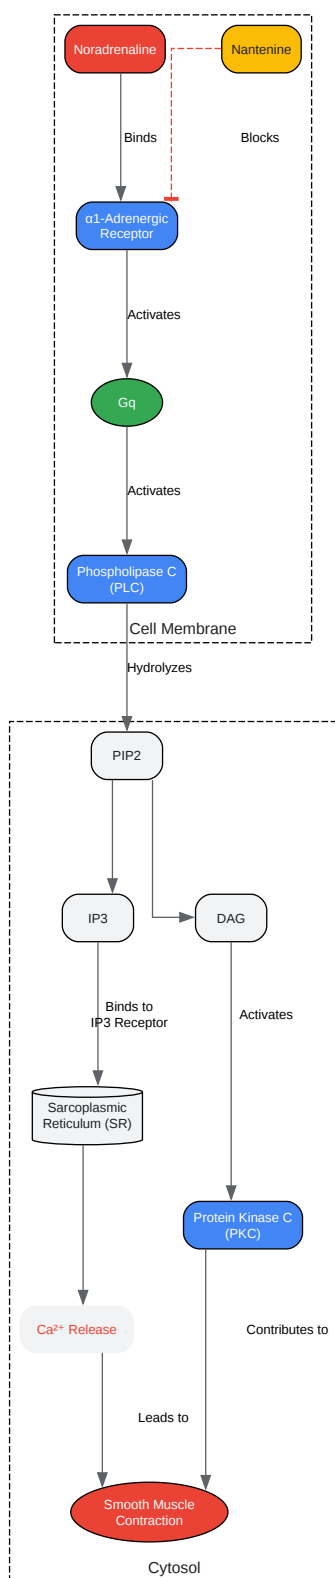 Noradrenaline
Nantenine
Binds
Blocks
α1-Adrenergic
Receptor
Activates
Gq
Activates
Phospholipase C
(PLC)
Cell Membrane
Hydrolyzes
PIP2
IP3
DAG
Binds to
IP3 Receptor
Activates
Sarcoplasmic
Reticulum (SR)
Protein Kinase C
(PKC)
Ca²⁺ Release
Contributes to
Leads to
Smooth Muscle
Contraction
Cytosol